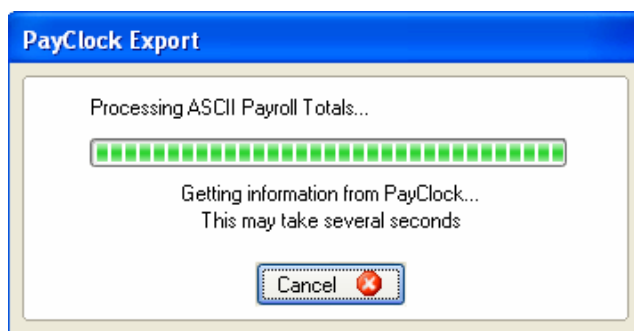 PayClock Export
Processing ASCII Payroll Totals...
Getting information from PayClock...
This may take several seconds
Cancel